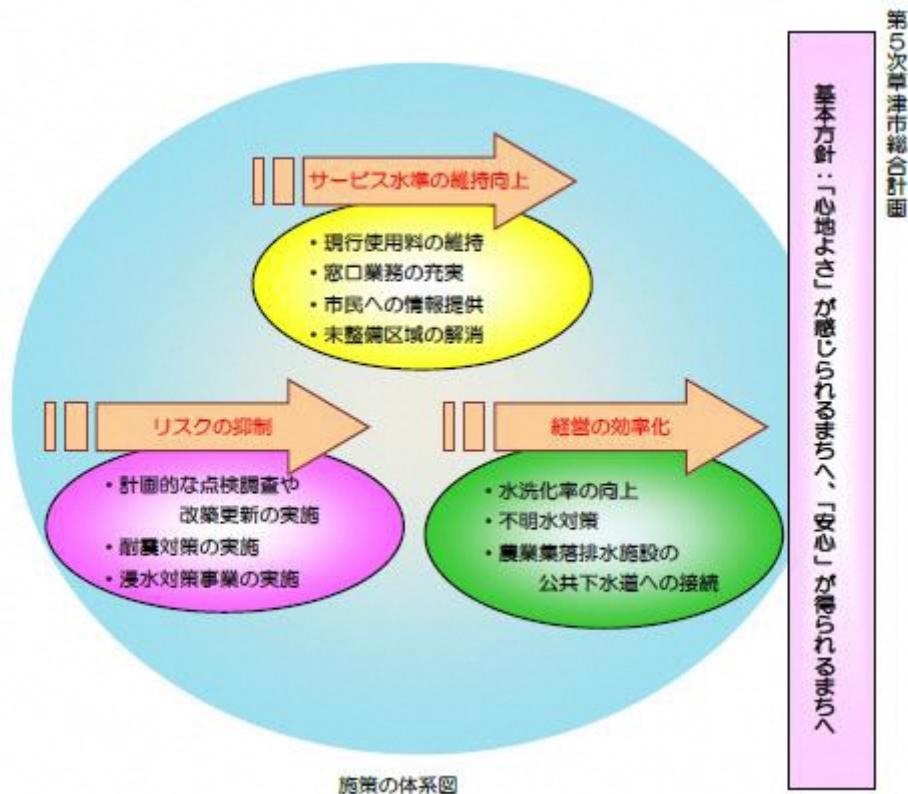 第5次草津市総合計画
基本方針：「心地よさ」が感じられるまちへ、「安心」が得られるまちへ
サービス水準の維持向上
・現行使用料の維持
・窓口業務の充実
・市民への情報提供
・未整備区域の解消
リスクの抑制
・計画的な点検調査や
改築更新の実施
・耐震対策の実施
・浸水対策事業の実施
経営の効率化
・水洗化率の向上
・不明水対策
・農業集落排水施設の
公共下水道への接続
施策の体系図